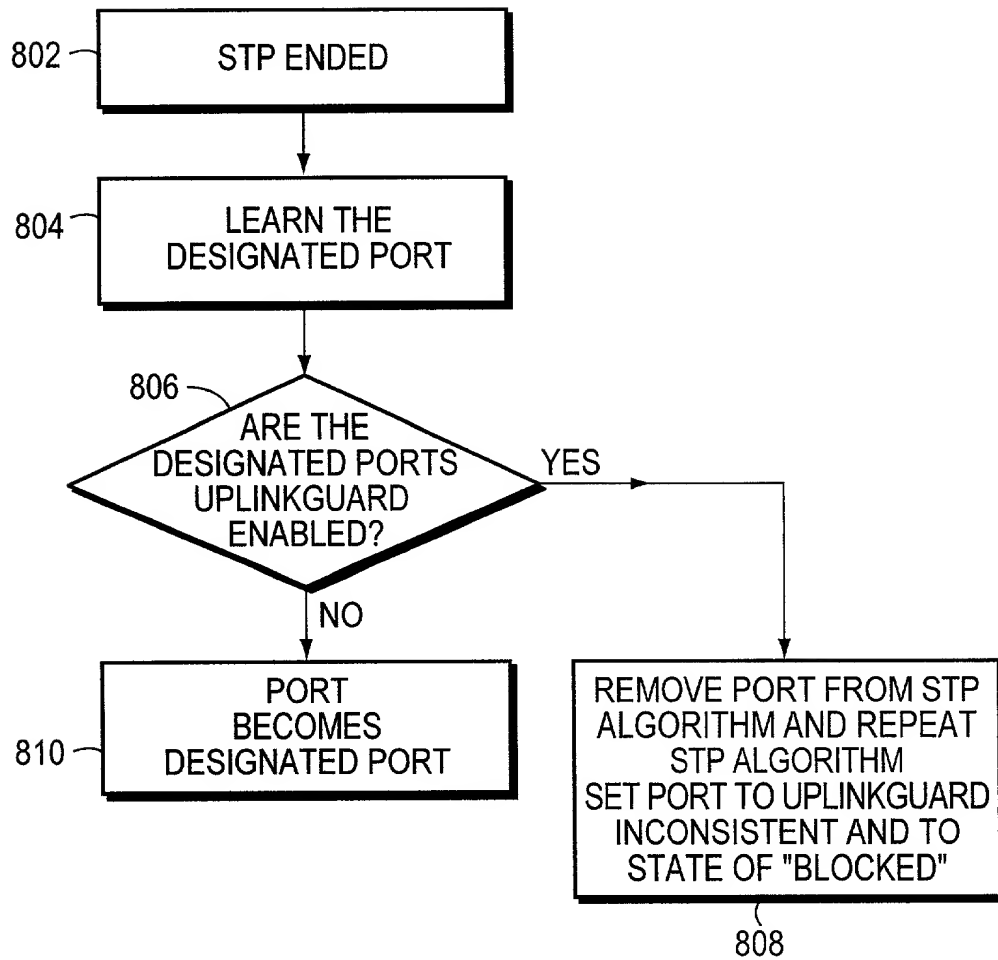 802
STP ENDED
804
LEARN THE
DESIGNATED PORT
806
ARE THE
DESIGNATED PORTS
UPLINKGUARD
ENABLED?
YES
NO
810
PORT
BECOMES
DESIGNATED PORT
REMOVE PORT FROM STP
ALGORITHM AND REPEAT
STP ALGORITHM
SET PORT TO UPLINKGUARD
INCONSISTENT AND TO
STATE OF "BLOCKED"
808